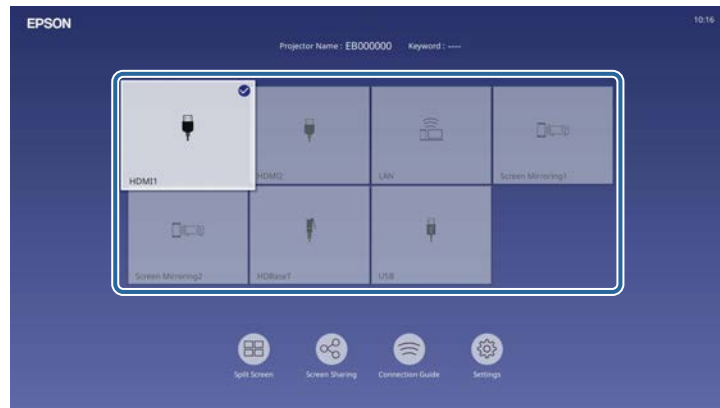 EPSON
10:16
Projector Name : EB000000 Keyword : ----
HDMI1
HDMI2
LAN
Screen Mirroring1
Screen Mirroring2
HDBaseT
USB
Split Screen
Screen Sharing
Connection Guide
Settings